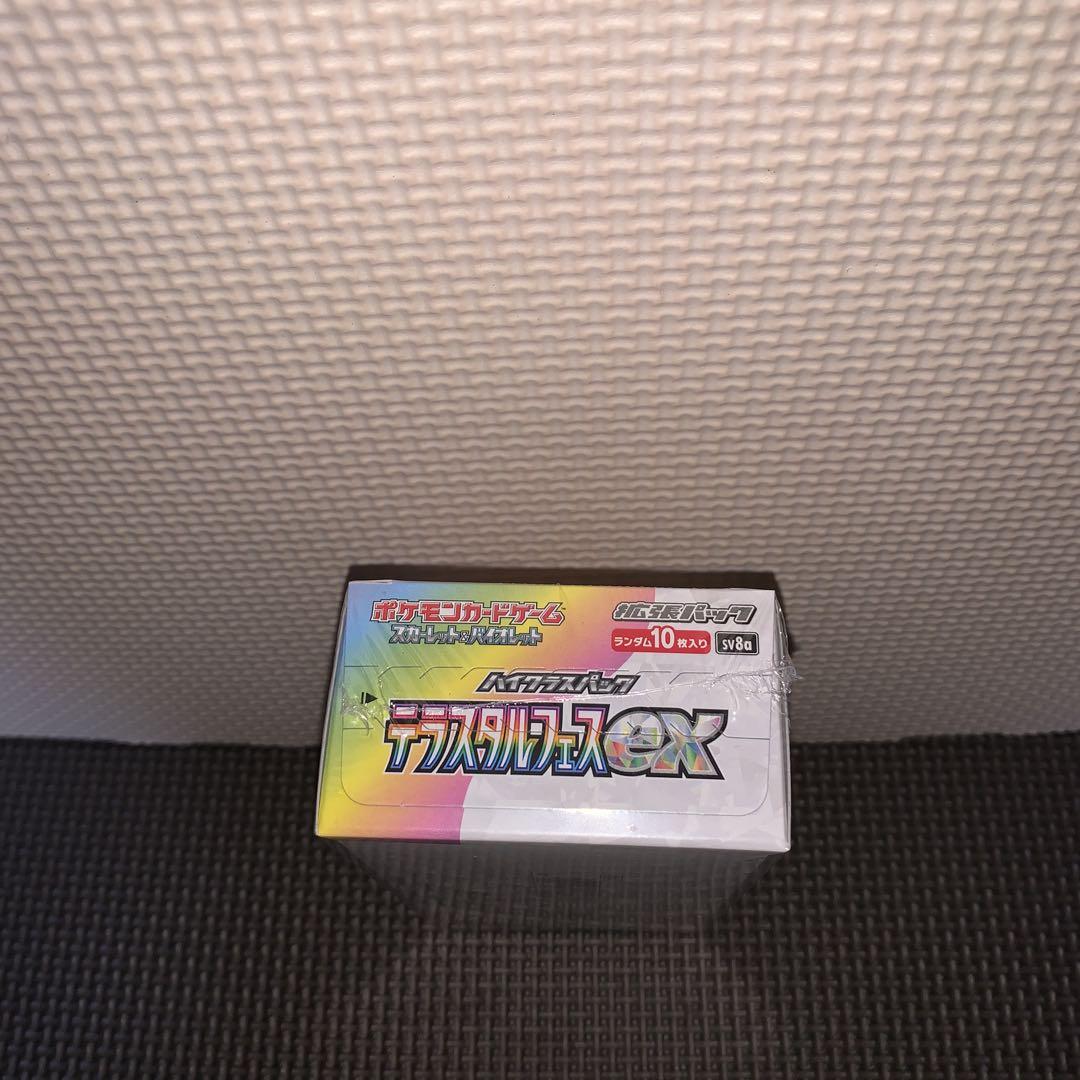 ポケモンカードゲーム
スカーレット&バイオレット
拡張パック
ランダム10枚入り sv8a
ハイクラスパック
テラスタルフェスex